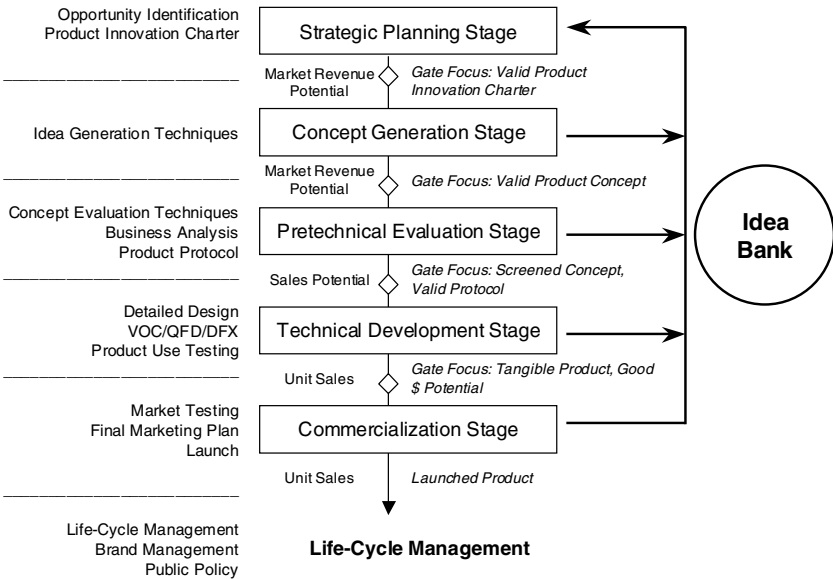 Opportunity Identification
Product Innovation Charter
Strategic Planning Stage
Market Revenue
Potential
Gate Focus: Valid Product
Innovation Charter
Idea Generation Techniques
Concept Generation Stage
Market Revenue
Potential
Gate Focus: Valid Product Concept
Concept Evaluation Techniques
Business Analysis
Product Protocol
Pretechnical Evaluation Stage
Idea
Bank
Sales Potential
Gate Focus: Screened Concept,
Valid Protocol
Detailed Design
VOC/QFD/DFX
Product Use Testing
Technical Development Stage
Unit Sales
Gate Focus: Tangible Product, Good
$ Potential
Market Testing
Final Marketing Plan
Launch
Commercialization Stage
Unit Sales
Launched Product
Life-Cycle Management
Brand Management
Public Policy
Life-Cycle Management